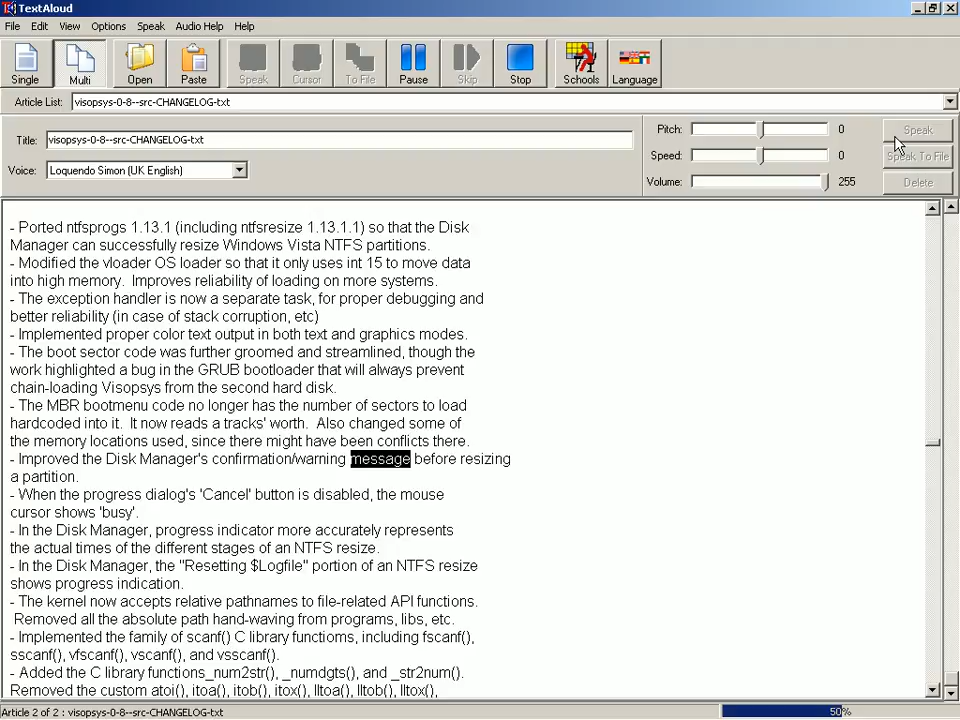 TextAloud
File Edit View Options Speak Audio Help Help
Single Multi Open Paste Speak Cursor To File Pause Skip Stop Schools Language
Article List: visopsys-0-8--src-CHANGELOG-txt
Title: visopsys-0-8--src-CHANGELOG-txt
Voice: Loquendo Simon (UK English)
Pitch: 0 Speak
Speed: 0 Speak To File
Volume: 255 Delete
- Ported ntfsprogs 1.13.1 (including ntfsresize 1.13.1.1) so that the Disk
Manager can successfully resize Windows Vista NTFS partitions.
- Modified the vloader OS loader so that it only uses int 15 to move data
into high memory.  Improves reliability of loading on more systems.
- The exception handler is now a separate task, for proper debugging and
better reliability (in case of stack corruption, etc)
- Implemented proper color text output in both text and graphics modes.
- The boot sector code was further groomed and streamlined, though the
work highlighted a bug in the GRUB bootloader that will always prevent
chain-loading Visopsys from the second hard disk.
- The MBR bootmenu code no longer has the number of sectors to load
hardcoded into it.  It now reads a tracks' worth.  Also changed some of
the memory locations used, since there might have been conflicts there.
- Improved the Disk Manager's confirmation/warning message before resizing
a partition.
- When the progress dialog's 'Cancel' button is disabled, the mouse
cursor shows 'busy'.
- In the Disk Manager, progress indicator more accurately represents
the actual times of the different stages of an NTFS resize.
- In the Disk Manager, the "Resetting $Logfile" portion of an NTFS resize
shows progress indication.
- The kernel now accepts relative pathnames to file-related API functions.
Removed all the absolute path hand-waving from programs, libs, etc.
- Implemented the family of scanf() C library functioms, including fscanf(),
sscanf(), vfscanf(), vscanf(), and vsscanf().
- Added the C library functions_num2str(), _numdgts(), and _str2num().
Removed the custom atoi(), itoa(), itob(), itox(), lltoa(), lltob(), lltox(),
Article 2 of 2 : visopsys-0-8--src-CHANGELOG-txt 50%